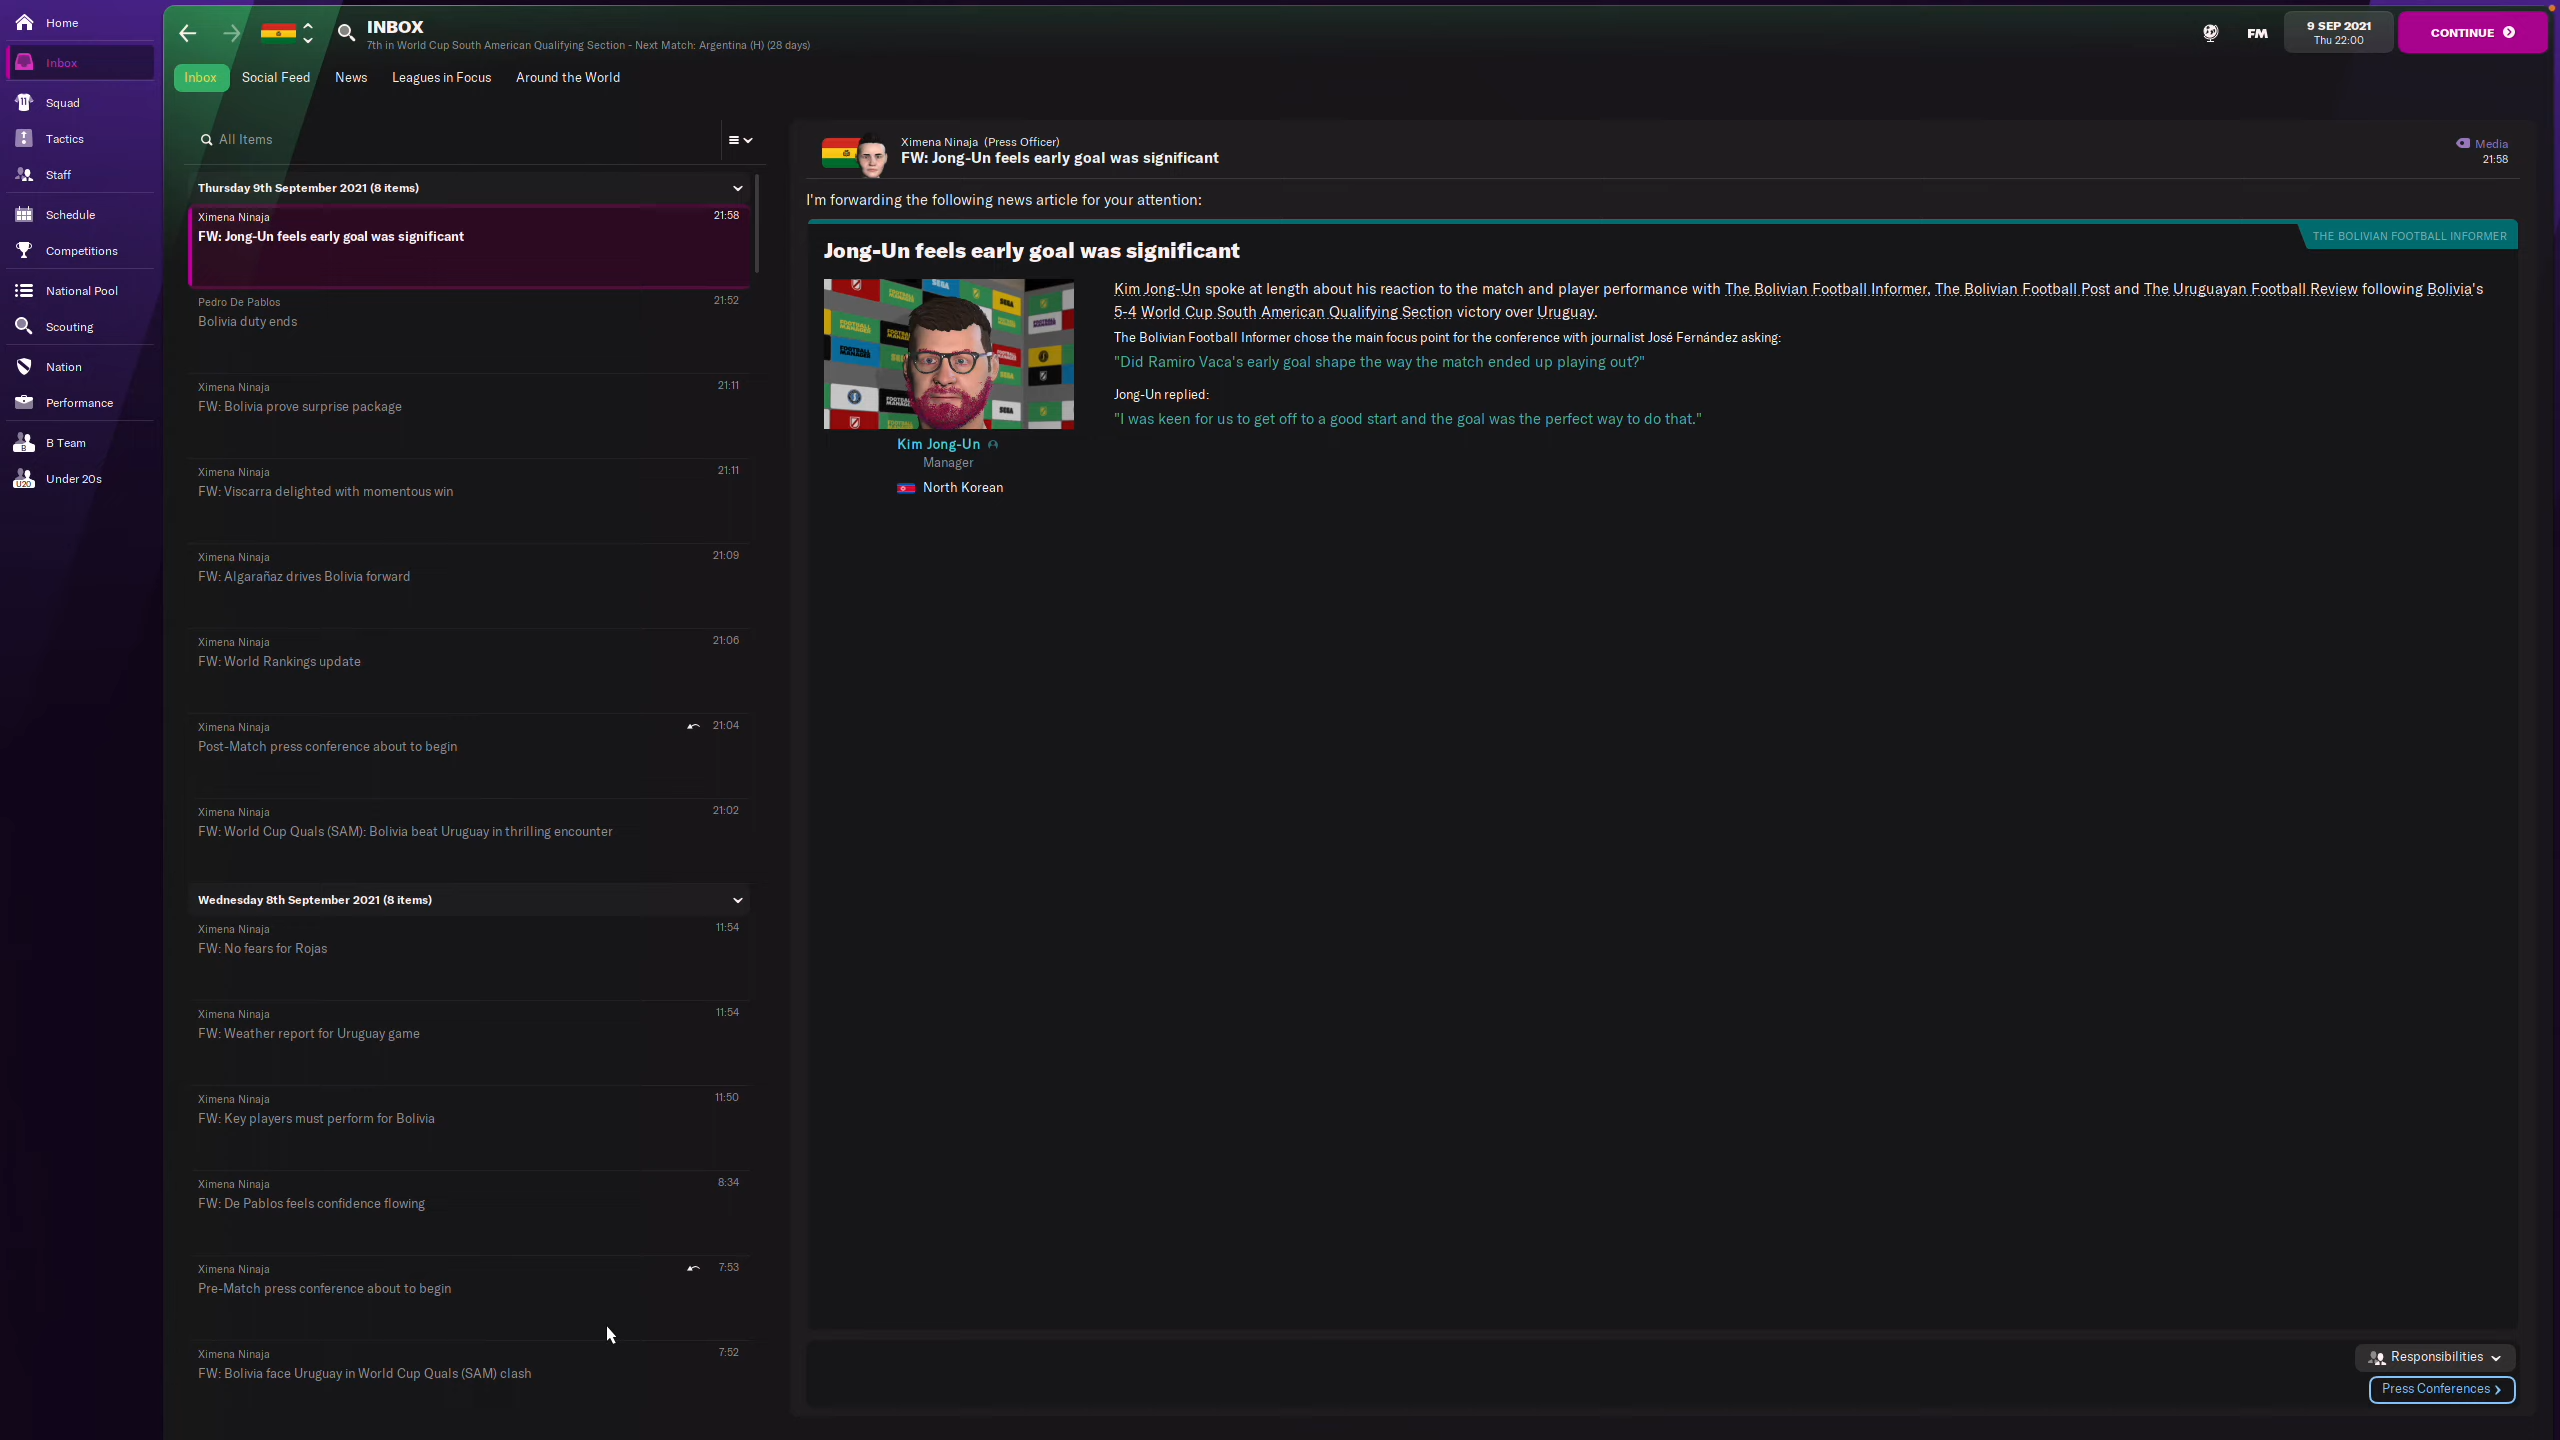 Home
Inbox
Squad
Tactics
Staff
Schedule
Competitions
National Pool
Scouting
Nation
Performance
B
B Team
U20
Under 20s
INBOX
7th in World Cup South American Qualifying Section - Next Match: Argentina (H) (28 days)
FM
9 SEP 2021
Thu 22:00
CONTINUE
Inbox
Social Feed
News
Leagues in Focus
Around the World
All Items
Thursday 9th September 2021 (8 items)
Ximena Ninaja 21:58
FW: Jong-Un feels early goal was significant
Pedro De Pablos 21:52
Bolivia duty ends
Ximena Ninaja 21:11
FW: Bolivia prove surprise package
Ximena Ninaja 21:11
FW: Viscarra delighted with momentous win
Ximena Ninaja 21:09
FW: Algarañaz drives Bolivia forward
Ximena Ninaja 21:06
FW: World Rankings update
Ximena Ninaja 21:04
Post-Match press conference about to begin
Ximena Ninaja 21:02
FW: World Cup Quals (SAM): Bolivia beat Uruguay in thrilling encounter
Wednesday 8th September 2021 (8 items)
Ximena Ninaja 11:54
FW: No fears for Rojas
Ximena Ninaja 11:54
FW: Weather report for Uruguay game
Ximena Ninaja 11:50
FW: Key players must perform for Bolivia
Ximena Ninaja 8:34
FW: De Pablos feels confidence flowing
Ximena Ninaja 7:53
Pre-Match press conference about to begin
Ximena Ninaja 7:52
FW: Bolivia face Uruguay in World Cup Quals (SAM) clash
Ximena Ninaja (Press Officer)
FW: Jong-Un feels early goal was significant
Media
21:58
I'm forwarding the following news article for your attention:
THE BOLIVIAN FOOTBALL INFORMER
Jong-Un feels early goal was significant
Kim Jong-Un spoke at length about his reaction to the match and player performance with The Bolivian Football Informer, The Bolivian Football Post and The Uruguayan Football Review following Bolivia's
5-4 World Cup South American Qualifying Section victory over Uruguay.
The Bolivian Football Informer chose the main focus point for the conference with journalist José Fernández asking:
"Did Ramiro Vaca's early goal shape the way the match ended up playing out?"
Jong-Un replied:
"I was keen for us to get off to a good start and the goal was the perfect way to do that."
Kim Jong-Un
Manager
North Korean
Responsibilities
Press Conferences